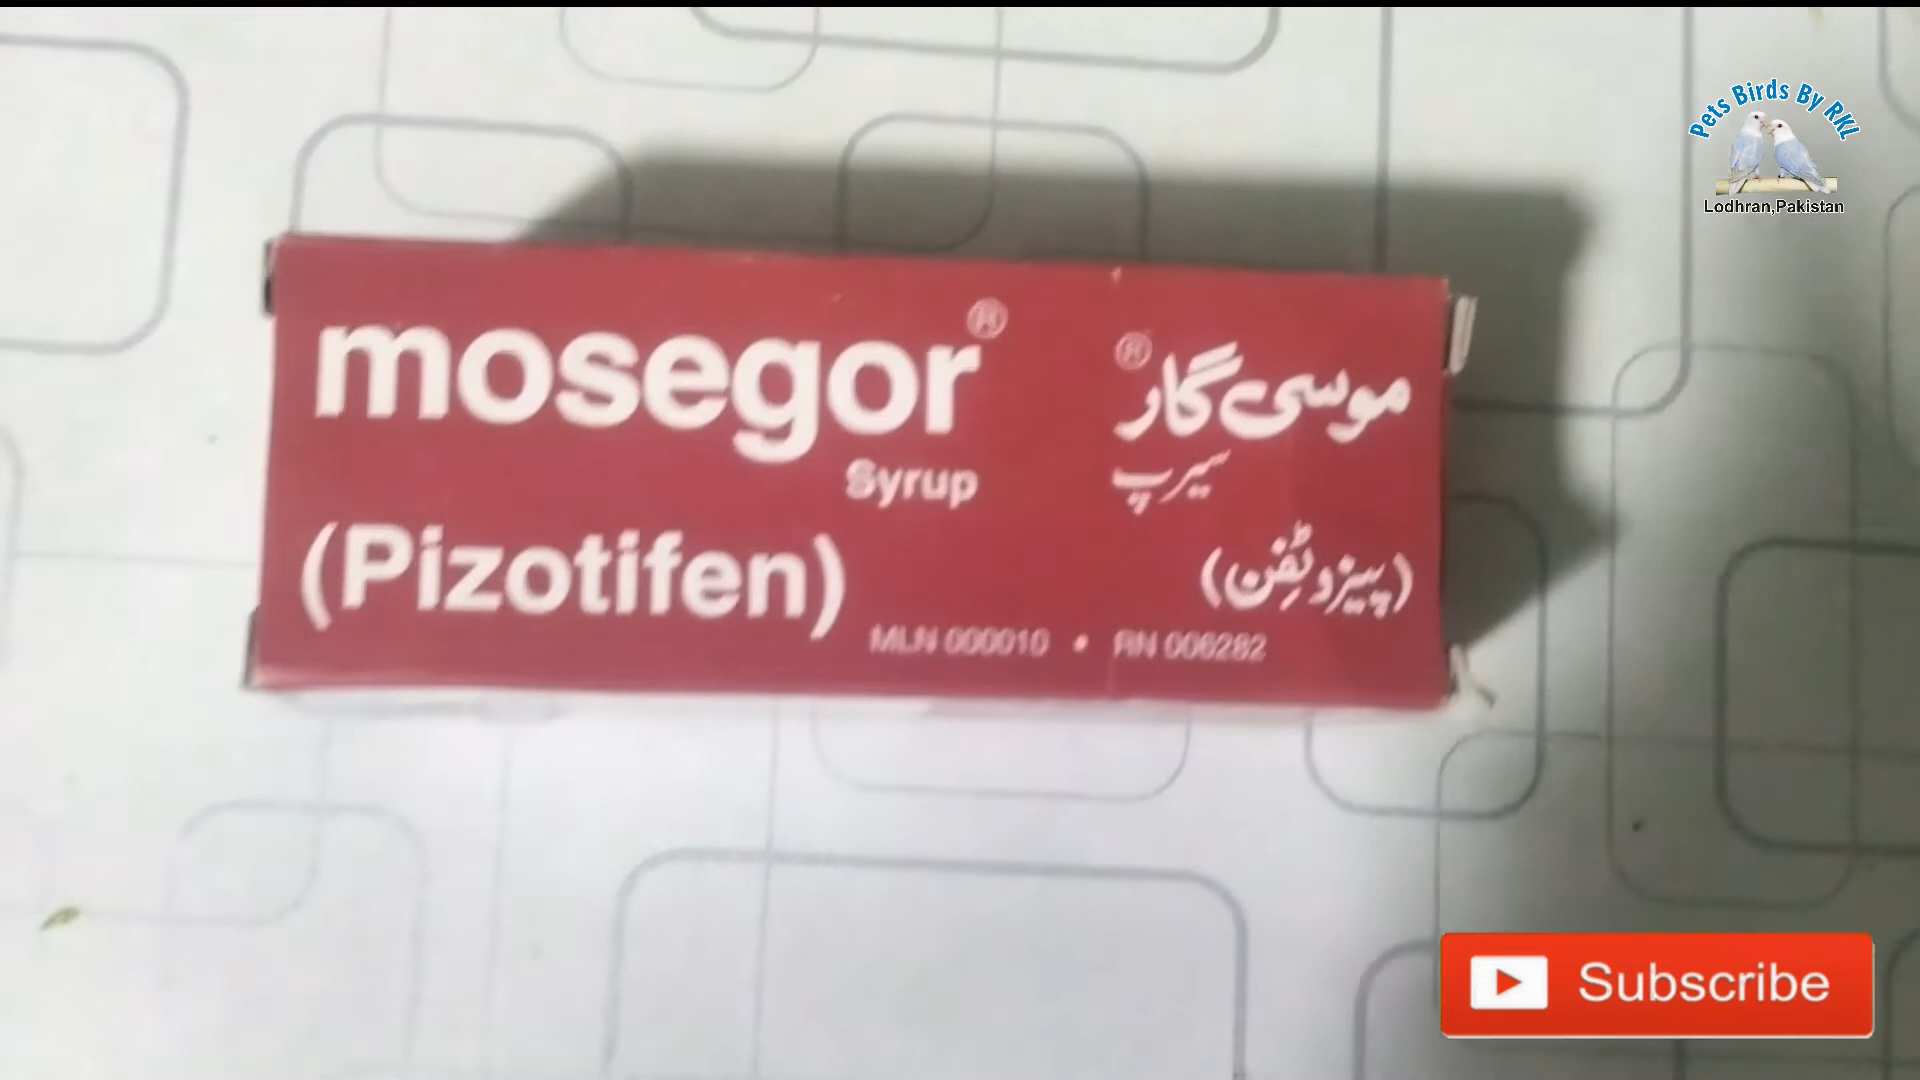 Pets Birds By RKL
Lodhran,Pakistan
mosegor®
Syrup
(Pizotifen)
MLN 000010 • RN 006282
موسی گار®
سیرپ
(پیزوٹفن)
Subscribe